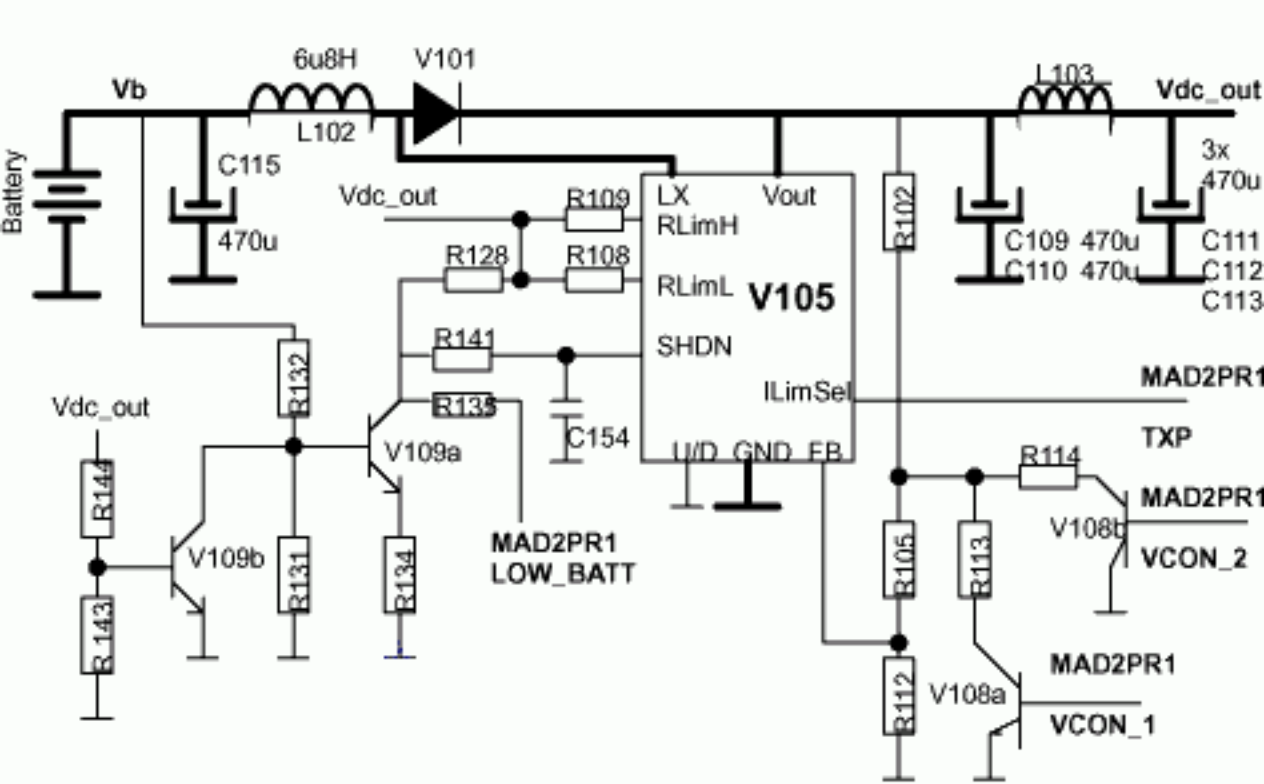 6u8H
V101
L103
Vb
Vdc_out
L102
C115
3x
470u
Battery
Vdc_out
R109
LX
Vout
RLimH
R102
470u
C109 470u
C111
R128
R108
C110 470u
C112
RLimL
V105
C113
R141
SHDN
R132
ILimSel
MAD2PR1
Vdc_out
R135
TXP
C154
V109a
U/D
GND
FB
R114
R144
MAD2PR1
V108b
MAD2PR1
LOW_BATT
V109b
R131
R134
R105
R113
VCON_2
R143
MAD2PR1
R112
V108a
VCON_1